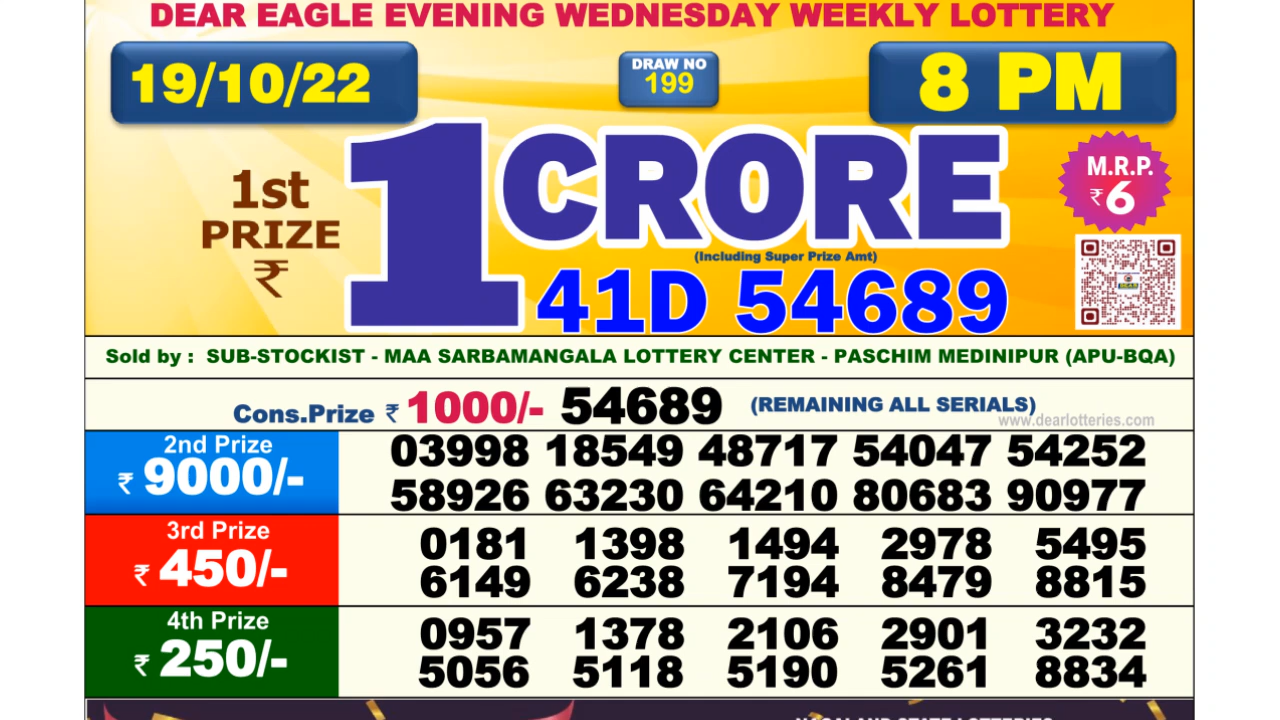 DEAR EAGLE EVENING WEDNESDAY WEEKLY LOTTERY
19/10/22
DRAW NO
199
8 PM
1st
PRIZE
₹
1 CRORE
(Including Super Prize Amt)
41D 54689
M.R.P.
₹ 6
Sold by : SUB-STOCKIST - MAA SARBAMANGALA LOTTERY CENTER - PASCHIM MEDINIPUR (APU-BQA)
Cons.Prize ₹ 1000/- 54689 (REMAINING ALL SERIALS)
www.dearlotteries.com
2nd Prize
₹ 9000/-
03998 18549 48717 54047 54252
58926 63230 64210 80683 90977
3rd Prize
₹ 450/-
0181 1398 1494 2978 5495
6149 6238 7194 8479 8815
4th Prize
₹ 250/-
0957 1378 2106 2901 3232
5056 5118 5190 5261 8834
NAGALAND STATE LOTTERIES